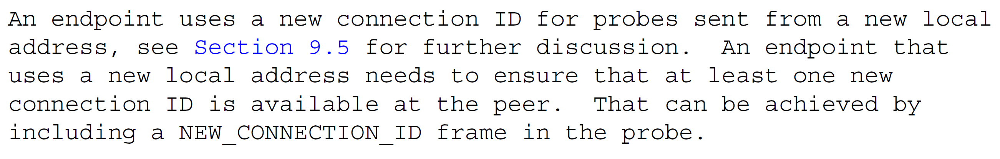 An endpoint uses a new connection ID for probes sent from a new local
address, see Section 9.5 for further discussion.  An endpoint that
uses a new local address needs to ensure that at least one new
connection ID is available at the peer.  That can be achieved by
including a NEW_CONNECTION_ID frame in the probe.